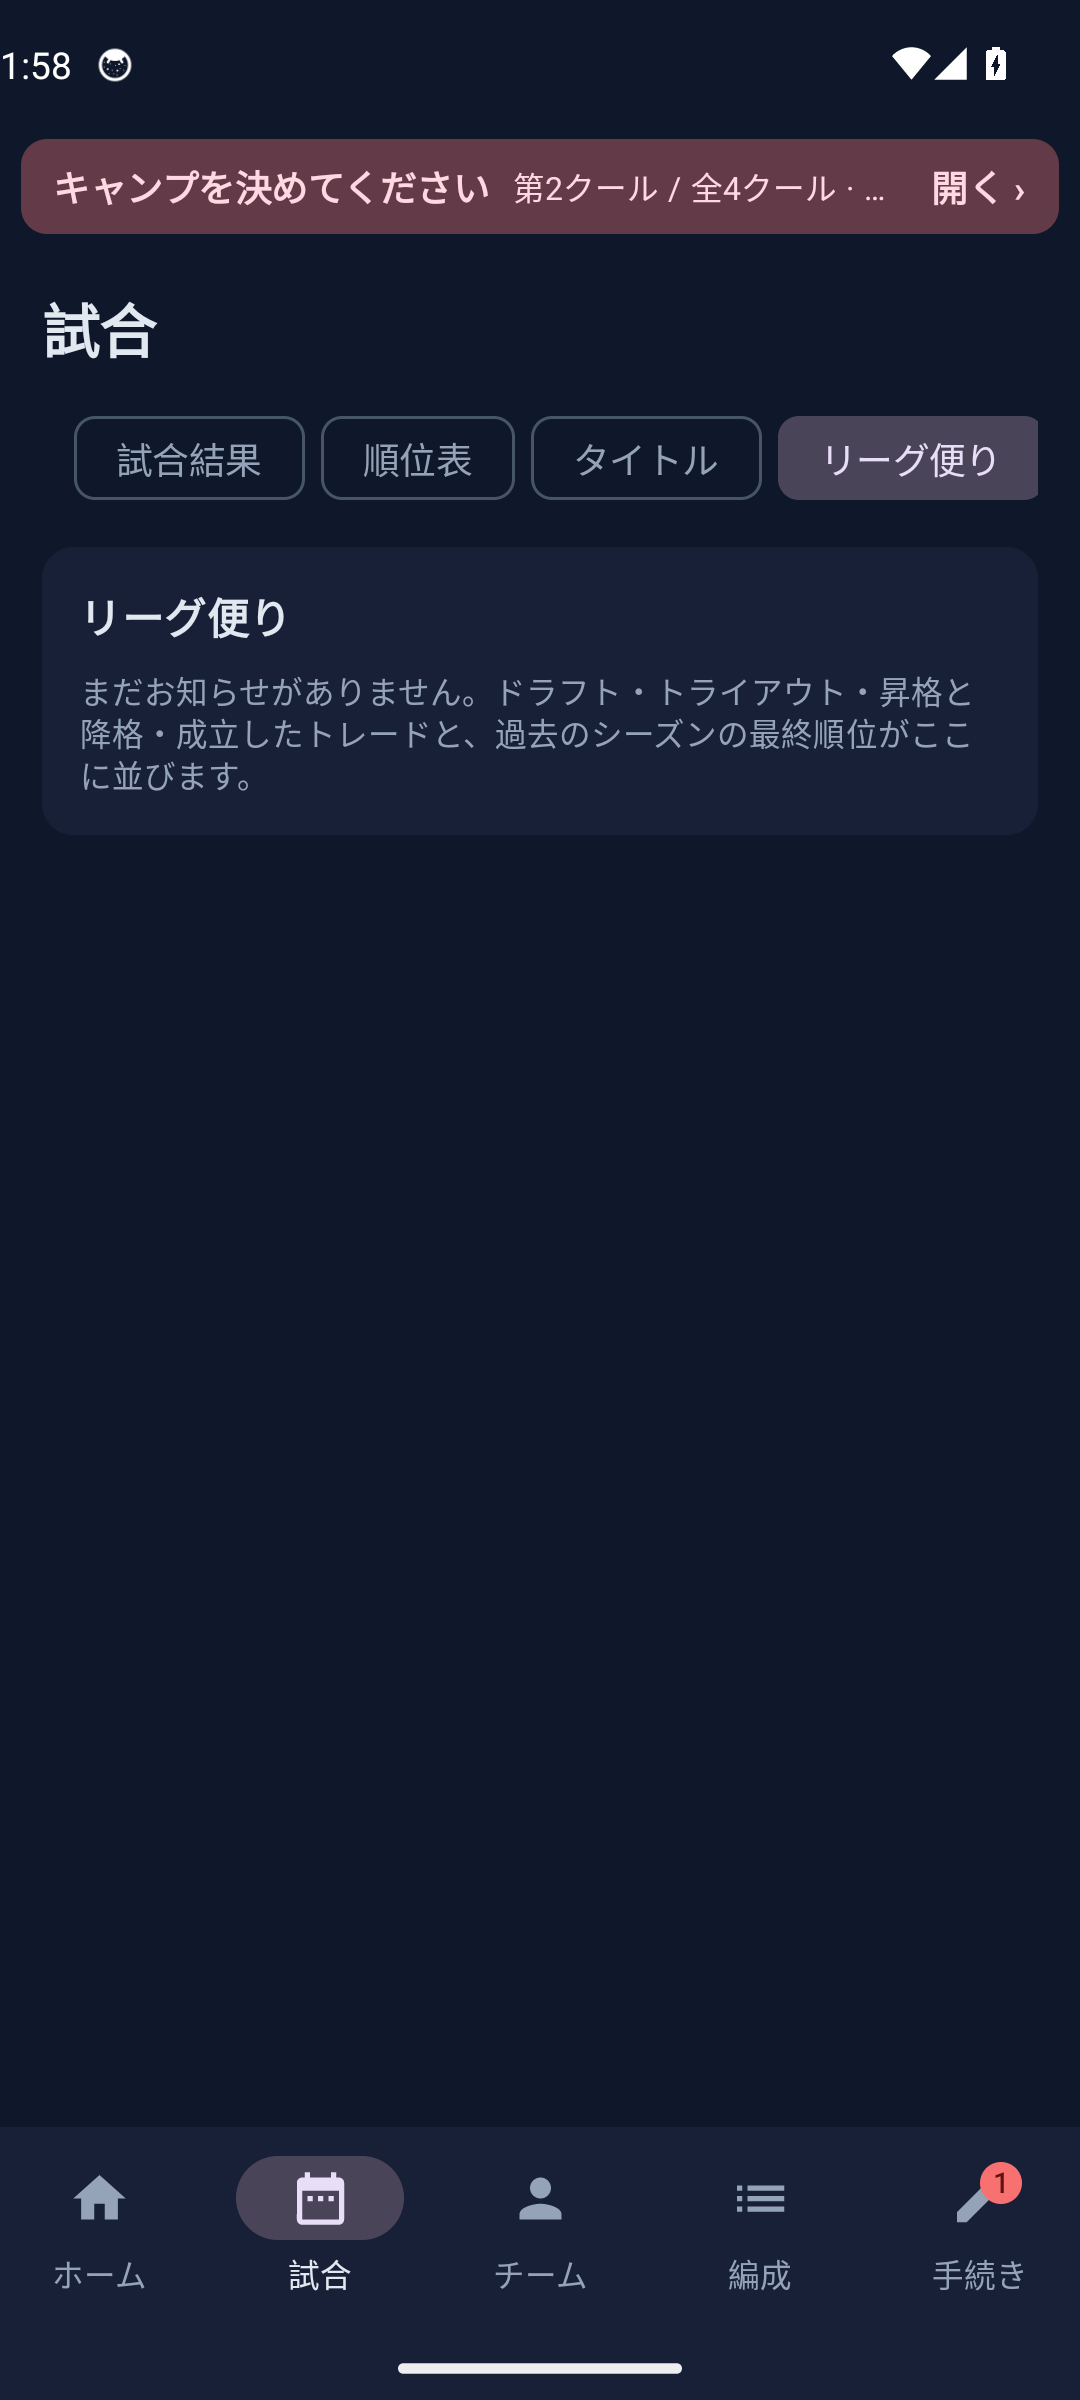 1:58
キャンプを決めてください 第2クール / 全4クール · … 開く ›
試合
試合結果 順位表 タイトル リーグ便り
リーグ便り
まだお知らせがありません。ドラフト・トライアウト・昇格と
降格・成立したトレードと、過去のシーズンの最終順位がここ
に並びます。
1
ホーム 試合 チーム 編成 手続き